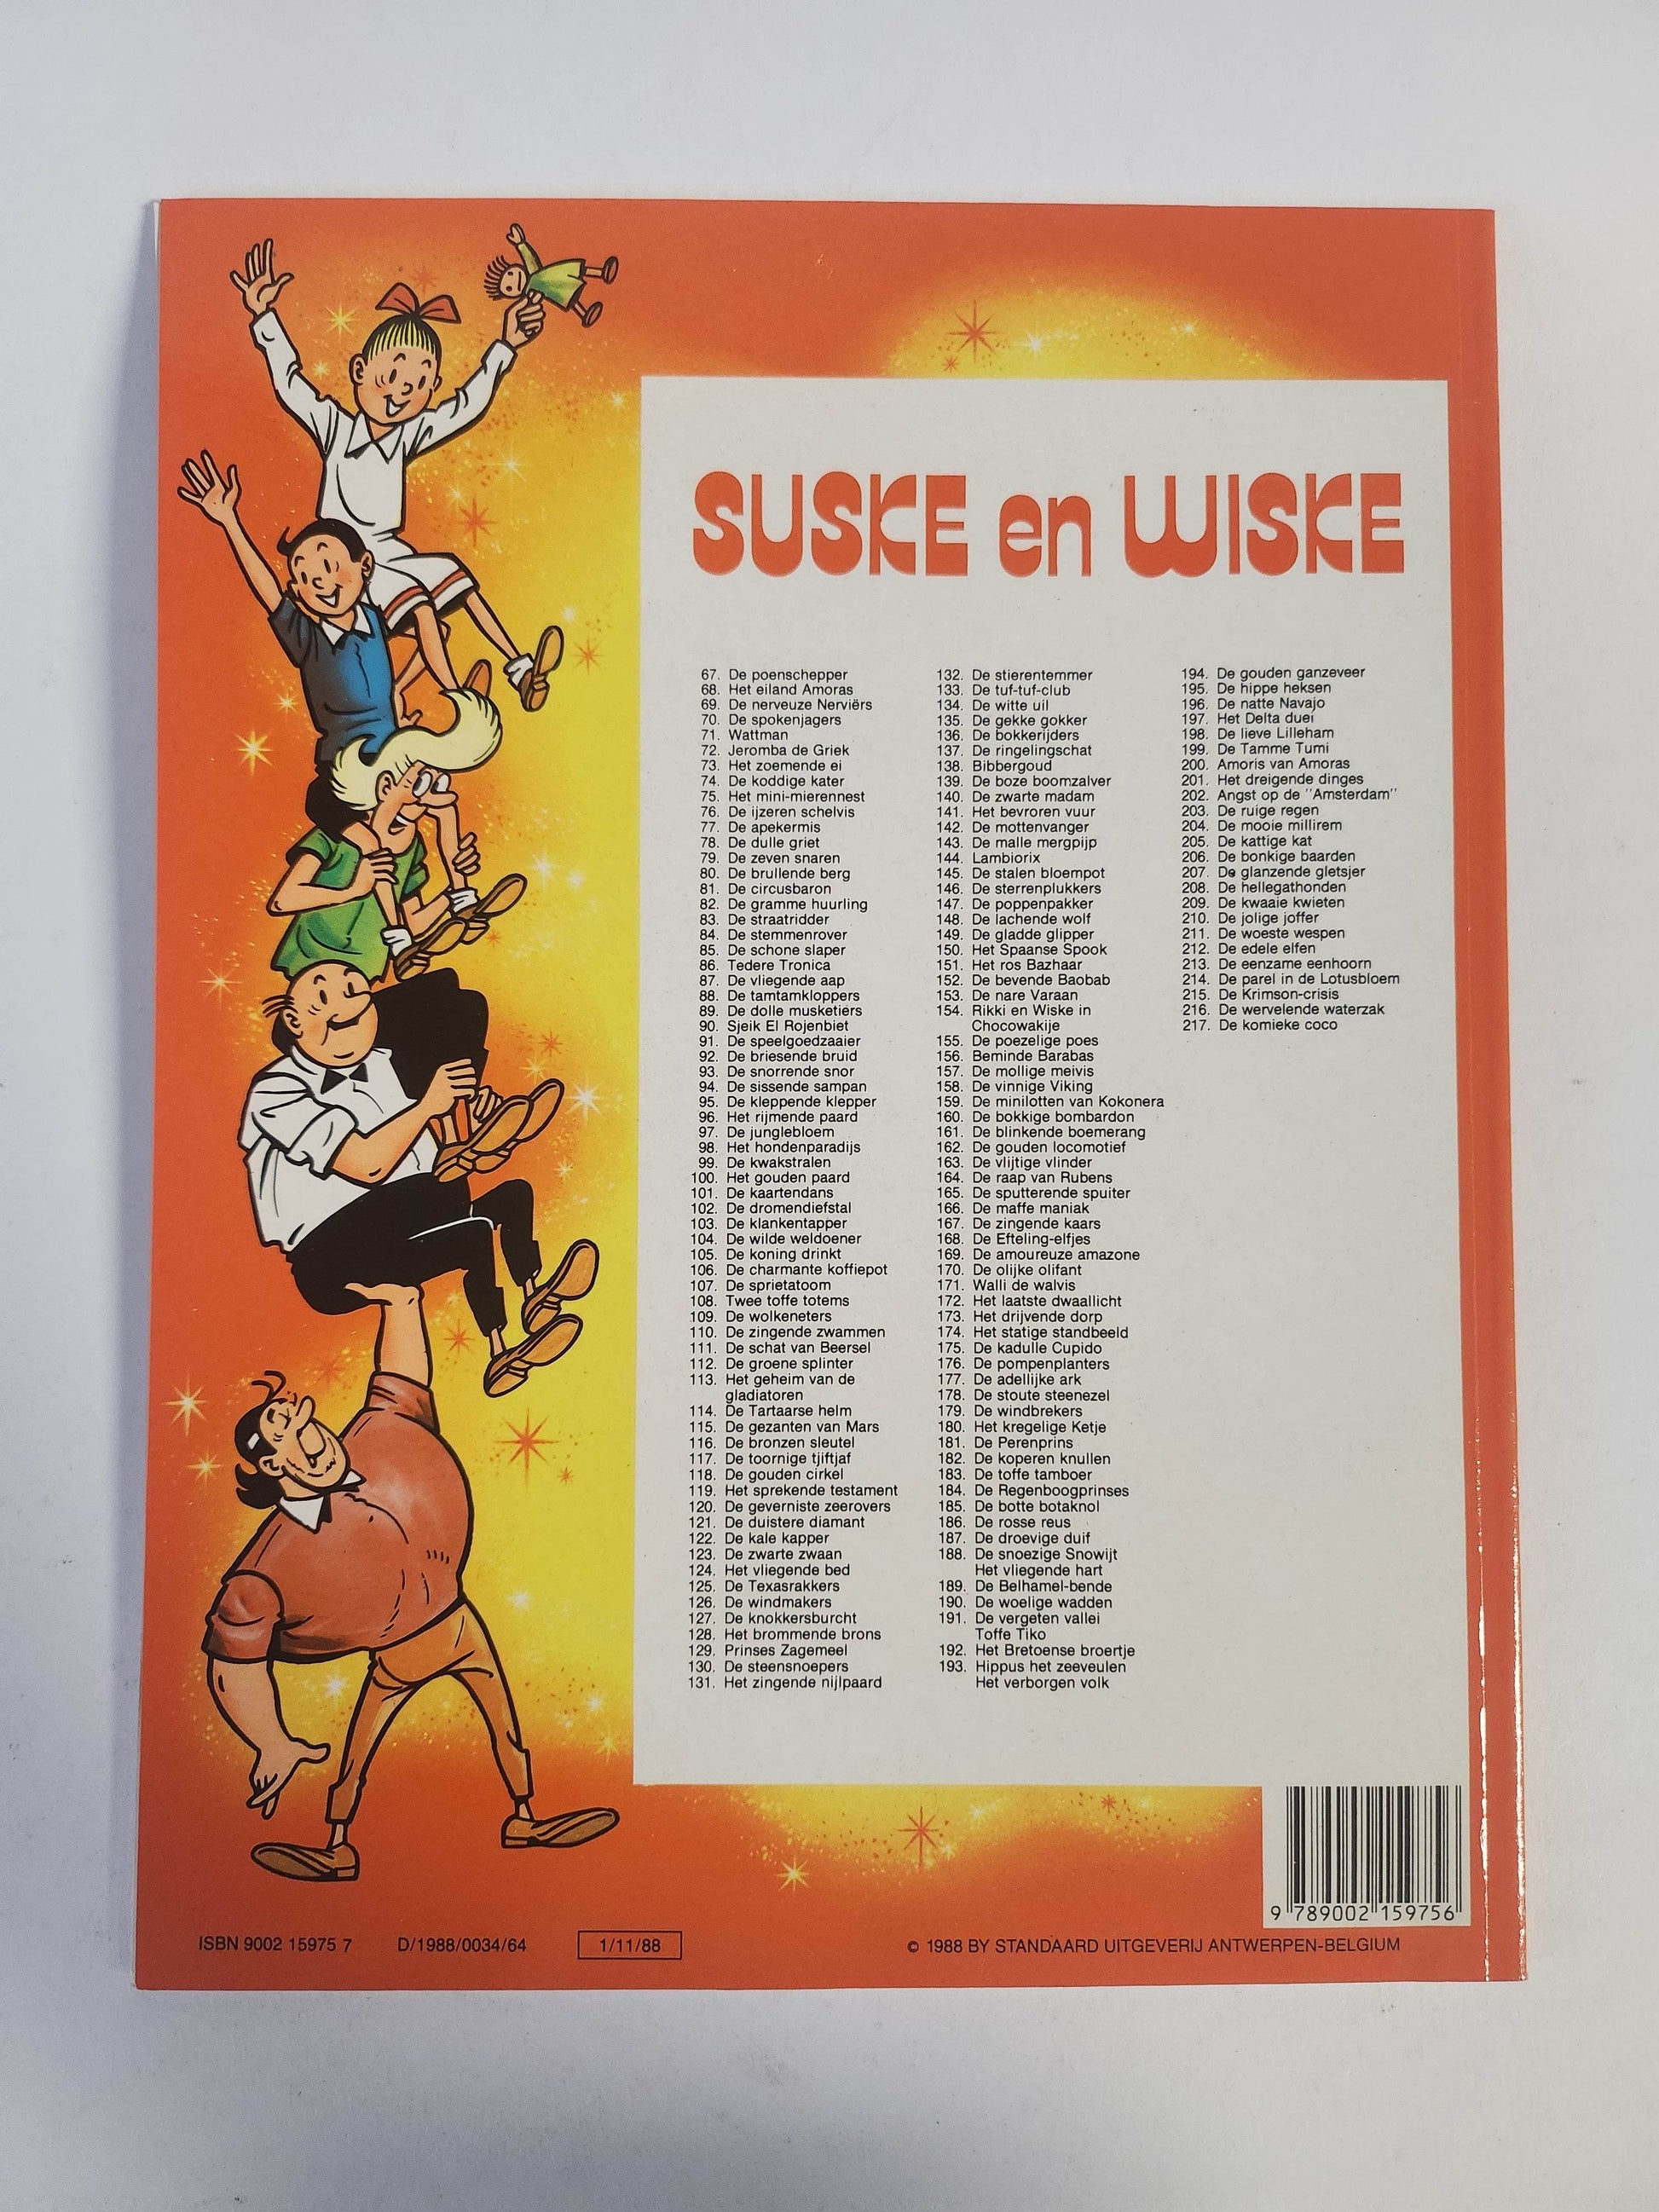 SUSKE en WISKE
67. De poenschepper
68. Het eiland Amoras
69. De nerveuze Nerviërs
70. De spokenjagers
71. Wattman
72. Jeromba de Griek
73. Het zoemende ei
74. De koddige kater
75. Het mini-mierennest
76. De ijzeren schelvis
77. De apekermis
78. De dulle griet
79. De zeven snaren
80. De brullende berg
81. De circusbaron
82. De gramme huurling
83. De straatridder
84. De stemmenrover
85. De schone slaper
86. Tedere Tronica
87. De vliegende aap
88. De tamtamkloppers
89. De dolle musketiers
90. Sjeik El Rojenbiet
91. De speelgoedzaaier
92. De briesende bruid
93. De snorrende snor
94. De sissende sampan
95. De kleppende klepper
96. Het rijmende paard
97. De junglebloem
98. Het hondenparadijs
99. De kwakstralen
100. Het gouden paard
101. De kaartendans
102. De dromendiefstal
103. De klankentapper
104. De wilde weldoener
105. De koning drinkt
106. De charmante koffiepot
107. De sprietatoom
108. Twee toffe totems
109. De wolkeneters
110. De zingende zwammen
111. De schat van Beersel
112. De groene splinter
113. Het geheim van de
gladiatoren
114. De Tartaarse helm
115. De gezanten van Mars
116. De bronzen sleutel
117. De toornige tjiftjaf
118. De gouden cirkel
119. Het sprekende testament
120. De geverniste zeerovers
121. De duistere diamant
122. De kale kapper
123. De zwarte zwaan
124. Het vliegende bed
125. De Texasrakkers
126. De windmakers
127. De knokkersburcht
128. Het brommende brons
129. Prinses Zagemeel
130. De steensnoepers
131. Het zingende nijlpaard
132. De stierentemmer
133. De tuf-tuf-club
134. De witte uil
135. De gekke gokker
136. De bokkerijders
137. De ringelingschat
138. Bibbergoud
139. De boze boomzalver
140. De zwarte madam
141. Het bevroren vuur
142. De mottenvanger
143. De malle mergpijp
144. Lambiorix
145. De stalen bloempot
146. De sterrenplukkers
147. De poppenpakker
148. De lachende wolf
149. De gladde glipper
150. Het Spaanse Spook
151. Het ros Bazhaar
152. De bevende Baobab
153. De nare Varaan
154. Rikki en Wiske in
Chocowakije
155. De poezelige poes
156. Beminde Barabas
157. De mollige meivis
158. De vinnige Viking
159. De minilotten van Kokonera
160. De bokkige bombardon
161. De blinkende boemerang
162. De gouden locomotief
163. De vlijtige vlinder
164. De raap van Rubens
165. De sputterende spuiter
166. De maffe maniak
167. De zingende kaars
168. De Efteling-elfjes
169. De amoureuze amazone
170. De olijke olifant
171. Walli de walvis
172. Het laatste dwaallicht
173. Het drijvende dorp
174. Het statige standbeeld
175. De kadulle Cupido
176. De pompenplanters
177. De adellijke ark
178. De stoute steenezel
179. De windbrekers
180. Het kregelige Ketje
181. De Perenprins
182. De koperen knullen
183. De toffe tamboer
184. De Regenboogprinses
185. De botte botaknol
186. De rosse reus
187. De droevige duif
188. De snoezige Snowijt
Het vliegende hart
189. De Belhamel-bende
190. De woelige wadden
191. De vergeten vallei
Toffe Tiko
192. Het Bretoense broertje
193. Hippus het zeeveulen
Het verborgen volk
194. De gouden ganzeveer
195. De hippe heksen
196. De natte Navajo
197. Het Delta duel
198. De lieve Lilleham
199. De Tamme Tumi
200. Amoris van Amoras
201. Het dreigende dinges
202. Angst op de "Amsterdam"
203. De ruige regen
204. De mooie millirem
205. De kattige kat
206. De bonkige baarden
207. De glanzende gletsjer
208. De hellegathonden
209. De kwaaie kwieten
210. De jolige joffer
211. De woeste wespen
212. De edele elfen
213. De eenzame eenhoorn
214. De parel in de Lotusbloem
215. De Krimson-crisis
216. De wervelende waterzak
217. De komieke coco
9 789002 159756
ISBN 9002 15975 7 D/1988/0034/64 1/11/88 © 1988 BY STANDAARD UITGEVERIJ ANTWERPEN-BELGIUM